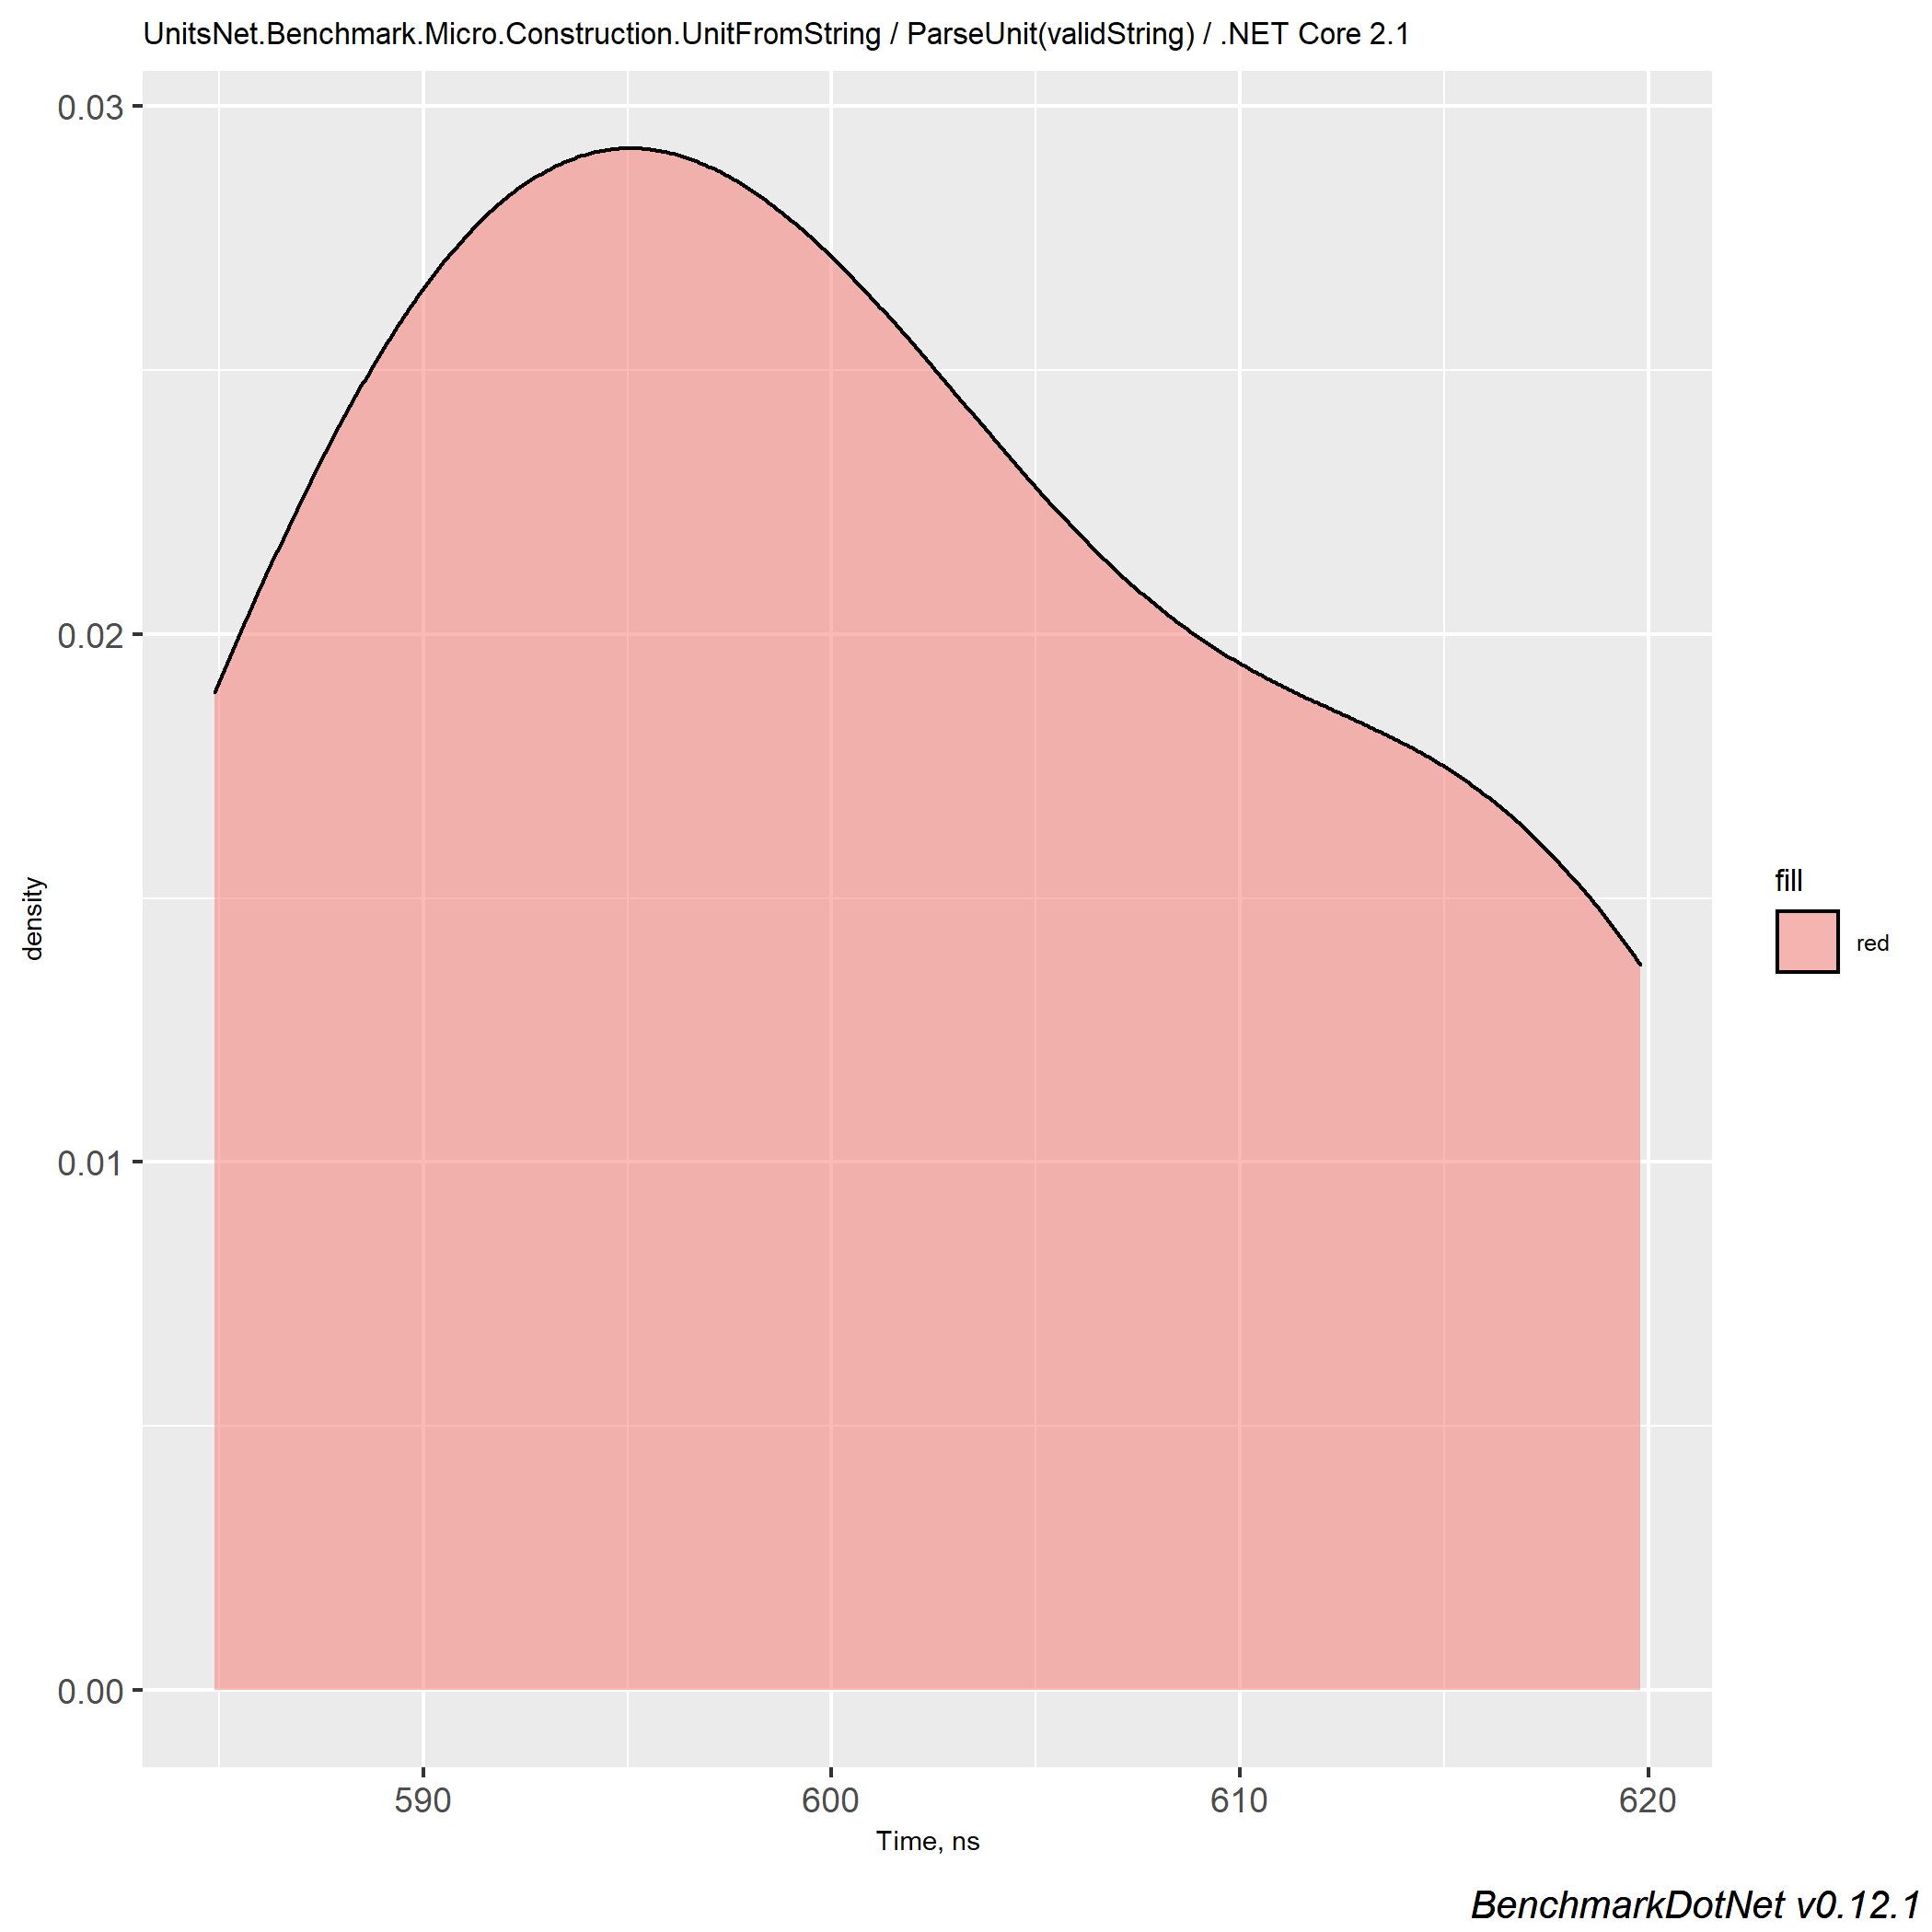 UnitsNet.Benchmark.Micro.Construction.UnitFromString / ParseUnit(validString) / .NET Core 2.1
0.03
0.02
0.01
0.00
density
590 600 610 620
Time, ns
fill
red
BenchmarkDotNet v0.12.1